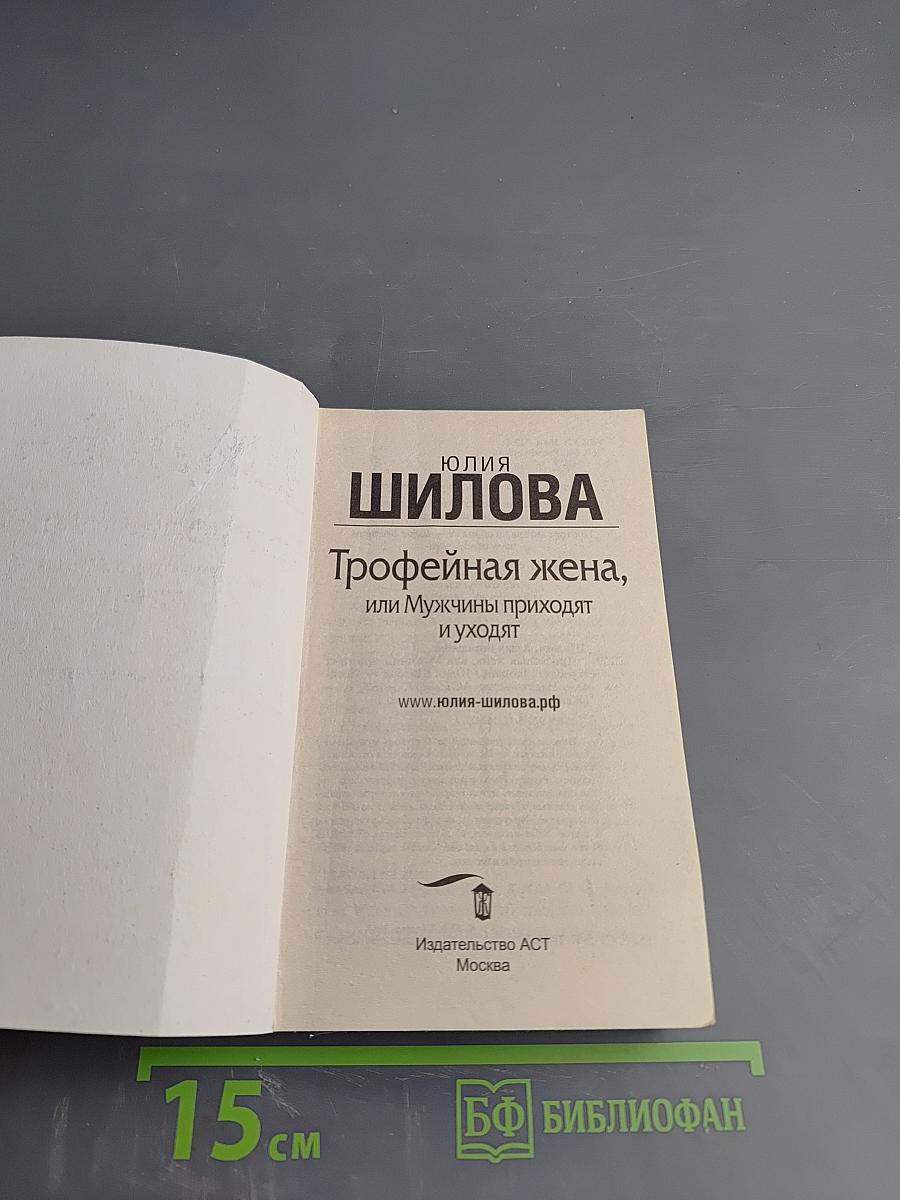 ЮЛИЯ
ШИЛОВА
Трофейная жена,
или Мужчины приходят
и уходят
www.юлия-шилова.рф
Ж
Издательство АСТ
Москва
15 см
БФ БИБЛИОФАН